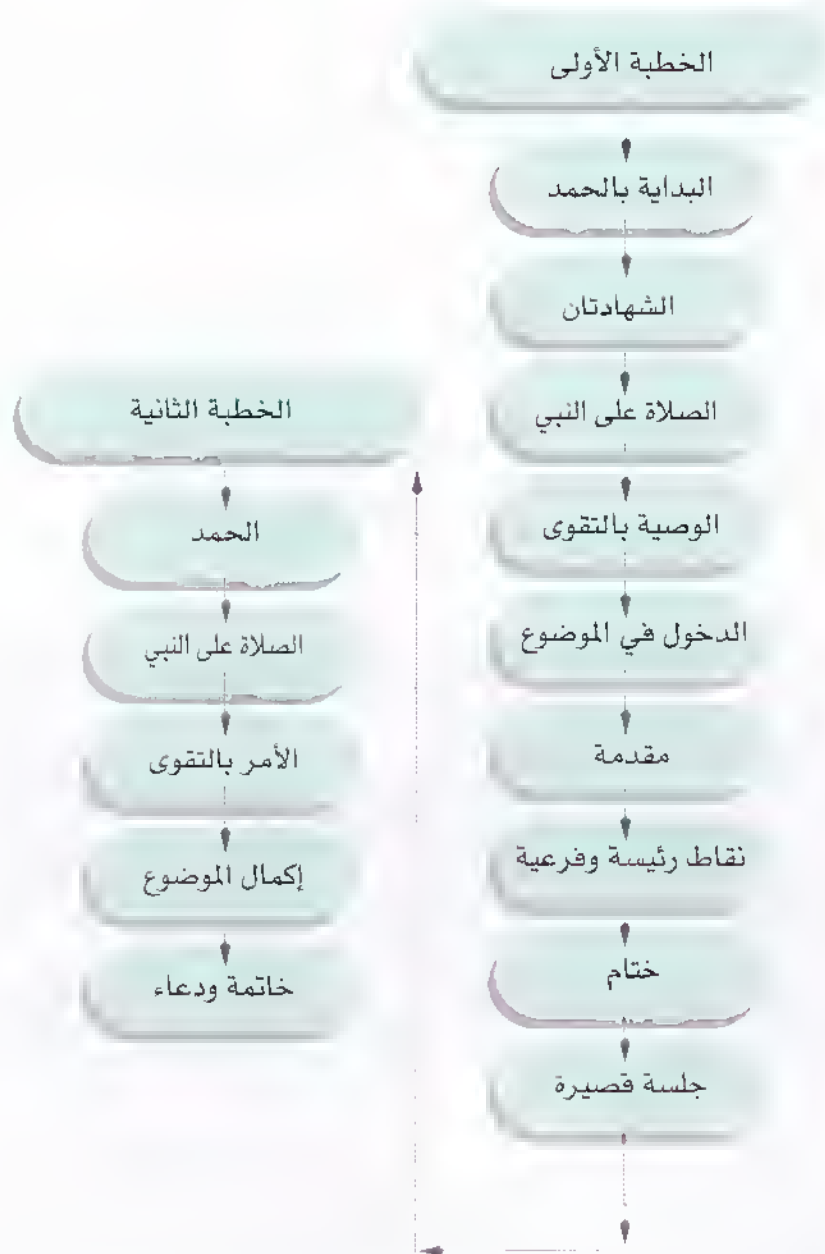 الخطبة الأولى
البداية بالحمد
الشهادتان
الصلاة على النبي
الوصية بالتقوى
الدخول في الموضوع
مقدمة
نقاط رئيسة وفرعية
ختام
جلسة قصيرة
الخطبة الثانية
الحمد
الصلاة على النبي
الأمر بالتقوى
إكمال الموضوع
خاتمة ودعاء